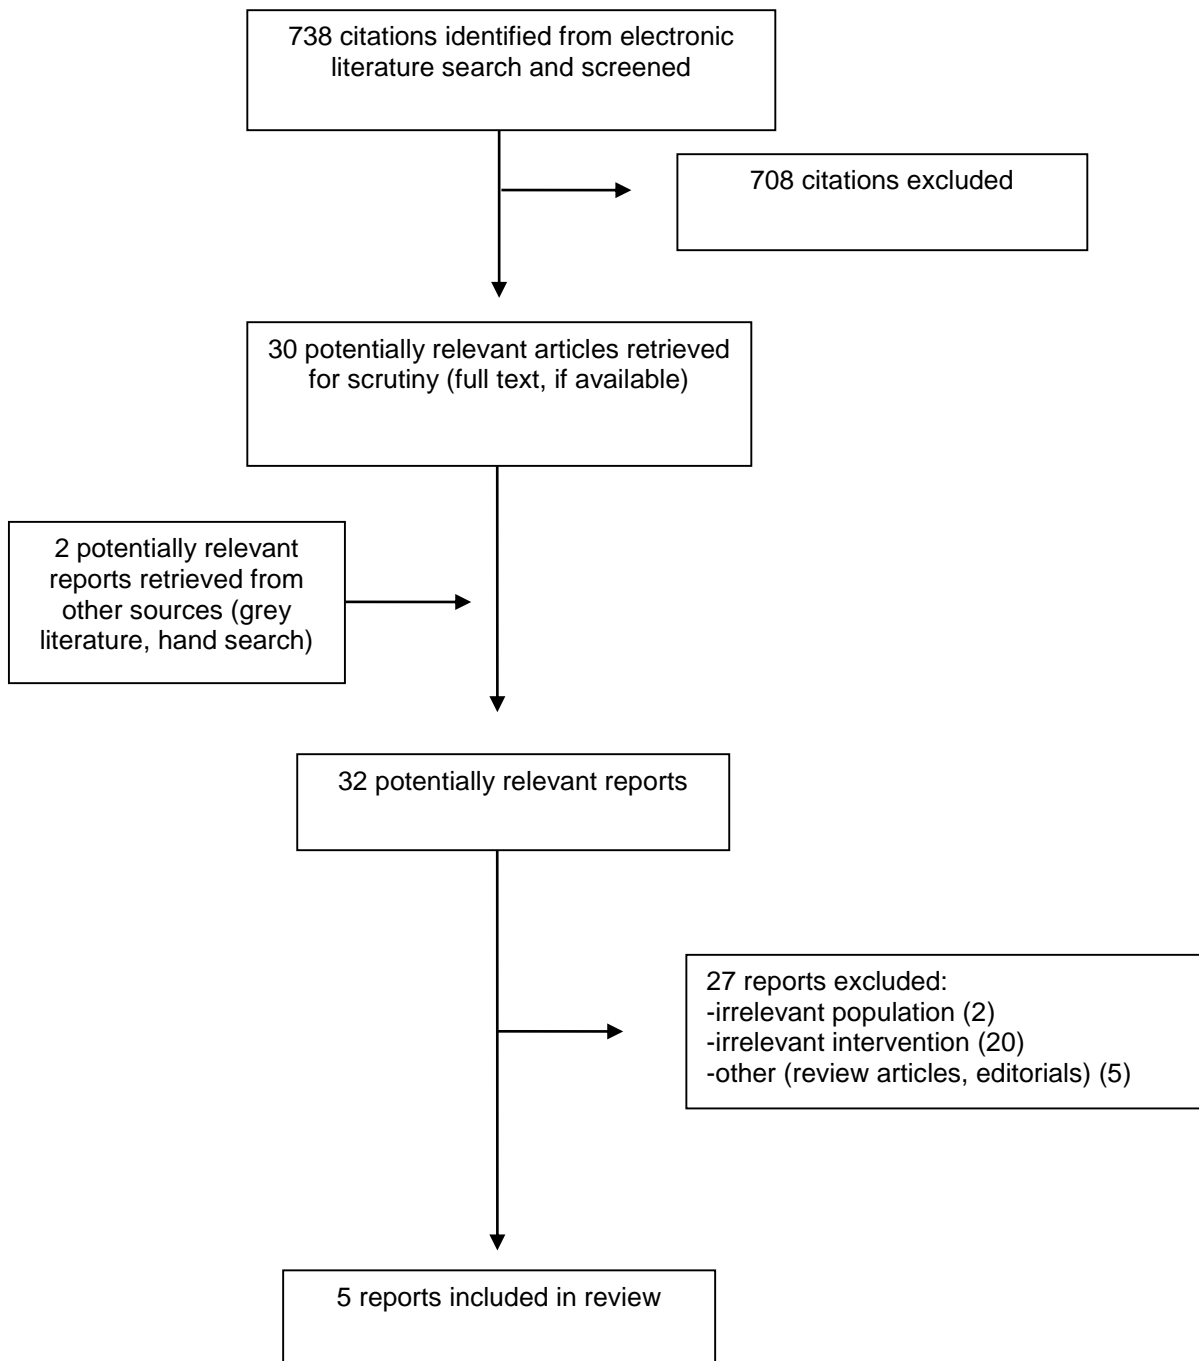 738 citations identified from electronic
literature search and screened
708 citations excluded
30 potentially relevant articles retrieved
for scrutiny (full text, if available)
2 potentially relevant
reports retrieved from
other sources (grey
literature, hand search)
32 potentially relevant reports
27 reports excluded:
-irrelevant population (2)
-irrelevant intervention (20)
-other (review articles, editorials) (5)
5 reports included in review